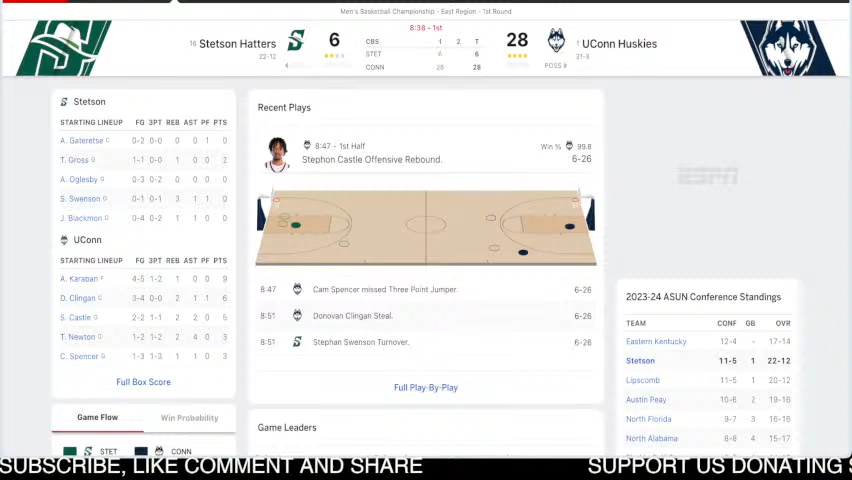 Men's Basketball Championship - East Region - 1st Round
16 Stetson Hatters
22-12
6
8:38 - 1st
CBS 1 2 T
STET 6 6
CONN 28 28
28
1 UConn Huskies
31-3
POSS
Stetson
STARTING LINEUP FG 3PT REB AST PF PTS
A. Gateretse C 0-2 0-0 0 0 1 0
T. Gross G 1-1 0-0 1 0 0 2
A. Oglesby G 0-3 0-2 0 0 0 0
S. Swenson G 0-1 0-1 3 1 1 0
J. Blackmon G 0-4 0-2 1 1 0 0
UConn
STARTING LINEUP FG 3PT REB AST PF PTS
A. Karaban F 4-5 1-2 1 0 0 9
D. Clingan C 3-4 0-0 2 1 1 6
S. Castle G 2-2 1-1 2 2 0 5
T. Newton G 1-2 1-2 2 4 0 3
C. Spencer G 1-3 1-3 1 1 0 3
Full Box Score
Game Flow Win Probability
STET CONN
Recent Plays
8:47 - 1st Half
Win % 99.8
Stephon Castle Offensive Rebound.
6-26
8:47 Cam Spencer missed Three Point Jumper. 6-26
8:51 Donovan Clingan Steal. 6-26
8:51 Stephan Swenson Turnover. 6-26
Full Play-By-Play
Game Leaders
ESPN
2023-24 ASUN Conference Standings
TEAM CONF GB OVR
Eastern Kentucky 12-4 - 17-14
Stetson 11-5 1 22-12
Lipscomb 11-5 1 20-12
Austin Peay 10-6 2 19-16
North Florida 9-7 3 16-16
North Alabama 8-8 4 15-17
SUBSCRIBE, LIKE COMMENT AND SHARE
SUPPORT US DONATING